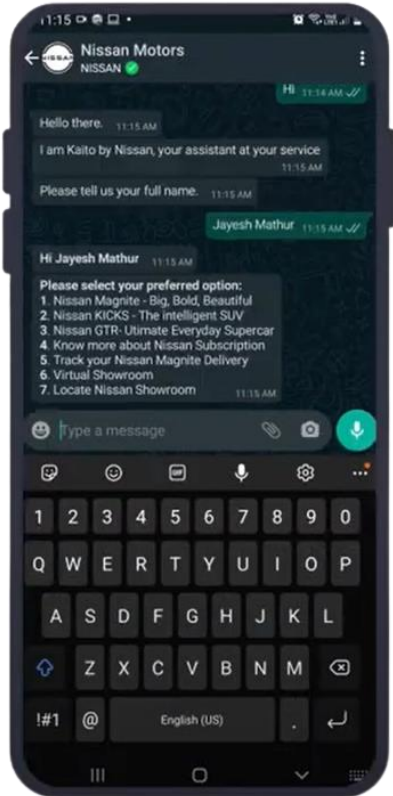 11:15
Nissan Motors
NISSAN
NISSAN
Hi 11:14 AM
Hello there. 11:15 AM
I am Kaito by Nissan, your assistant at your service
11:15 AM
Please tell us your full name. 11:15 AM
Jayesh Mathur 11:15 AM
Hi Jayesh Mathur 11:15 AM
Please select your preferred option:
1. Nissan Magnite - Big, Bold, Beautiful
2. Nissan KICKS - The intelligent SUV
3. Nissan GTR- Utimate Everyday Supercar
4. Know more about Nissan Subscription
5. Track your Nissan Magnite Delivery
6. Virtual Showroom
7. Locate Nissan Showroom 11:15 AM
Type a message
GIF
1 2 3 4 5 6 7 8 9 0
Q W E R T Y U I O P
A S D F G H J K L
Z X C V B N M
!#1 @ English (US) .